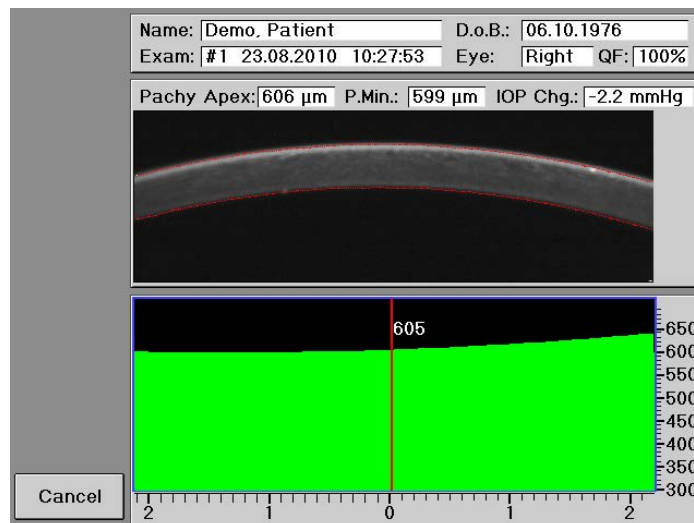 Name: Demo, Patient D.o.B.: 06.10.1976
Exam: #1 23.08.2010 10:27:53 Eye: Right QF: 100%
Pachy Apex: 606 µm P.Min.: 599 µm IOP Chg.: -2.2 mmHg
605
650
600
550
500
450
400
350
300
Cancel
2 1 0 1 2